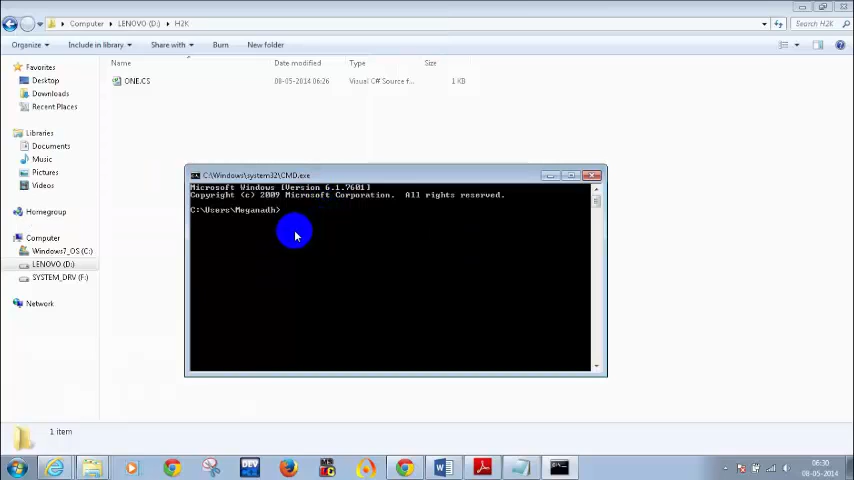 Computer ▸ LENOVO (D:) ▸ H2K
Search H2K
Organize
Include in library
Share with
Burn
New folder
Name
Date modified
Type
Size
ONE.CS
08-05-2014 06:26
Visual C# Source f...
1 KB
Favorites
Desktop
Downloads
Recent Places
Libraries
Documents
Music
Pictures
Videos
Homegroup
Computer
Windows7_OS (C:)
LENOVO (D:)
SYSTEM_DRV (F:)
Network
C:\Windows\system32\CMD.exe
Microsoft Windows [Version 6.1.7601]
Copyright (c) 2009 Microsoft Corporation.  All rights reserved.
C:\Users\Meganadh>
1 item
DEV
06:30
08-05-2014